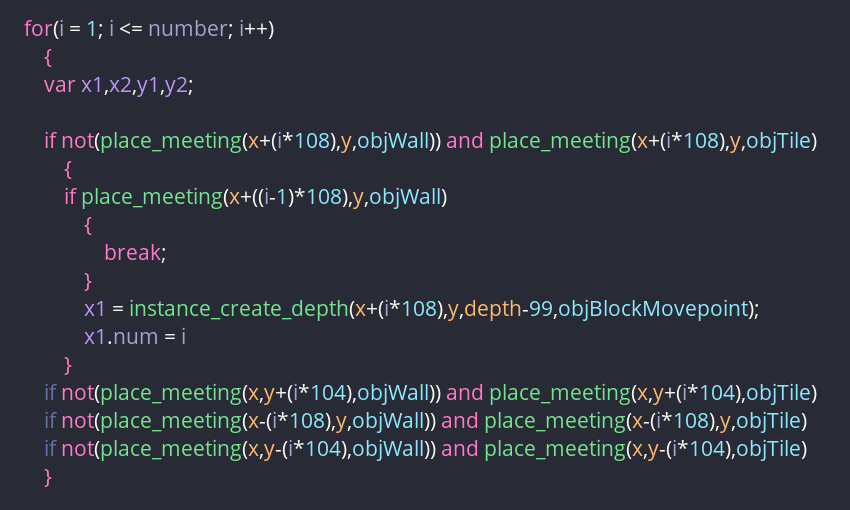 for(i = 1; i <= number; i++)
{
var x1,x2,y1,y2;
if not(place_meeting(x+(i*108),y,objWall)) and place_meeting(x+(i*108),y,objTile)
{
if place_meeting(x+((i-1)*108),y,objWall)
{
break;
}
x1 = instance_create_depth(x+(i*108),y,depth-99,objBlockMovepoint);
x1.num = i
}
if not(place_meeting(x,y+(i*104),objWall)) and place_meeting(x,y+(i*104),objTile)
if not(place_meeting(x-(i*108),y,objWall)) and place_meeting(x-(i*108),y,objTile)
if not(place_meeting(x,y-(i*104),objWall)) and place_meeting(x,y-(i*104),objTile)
}